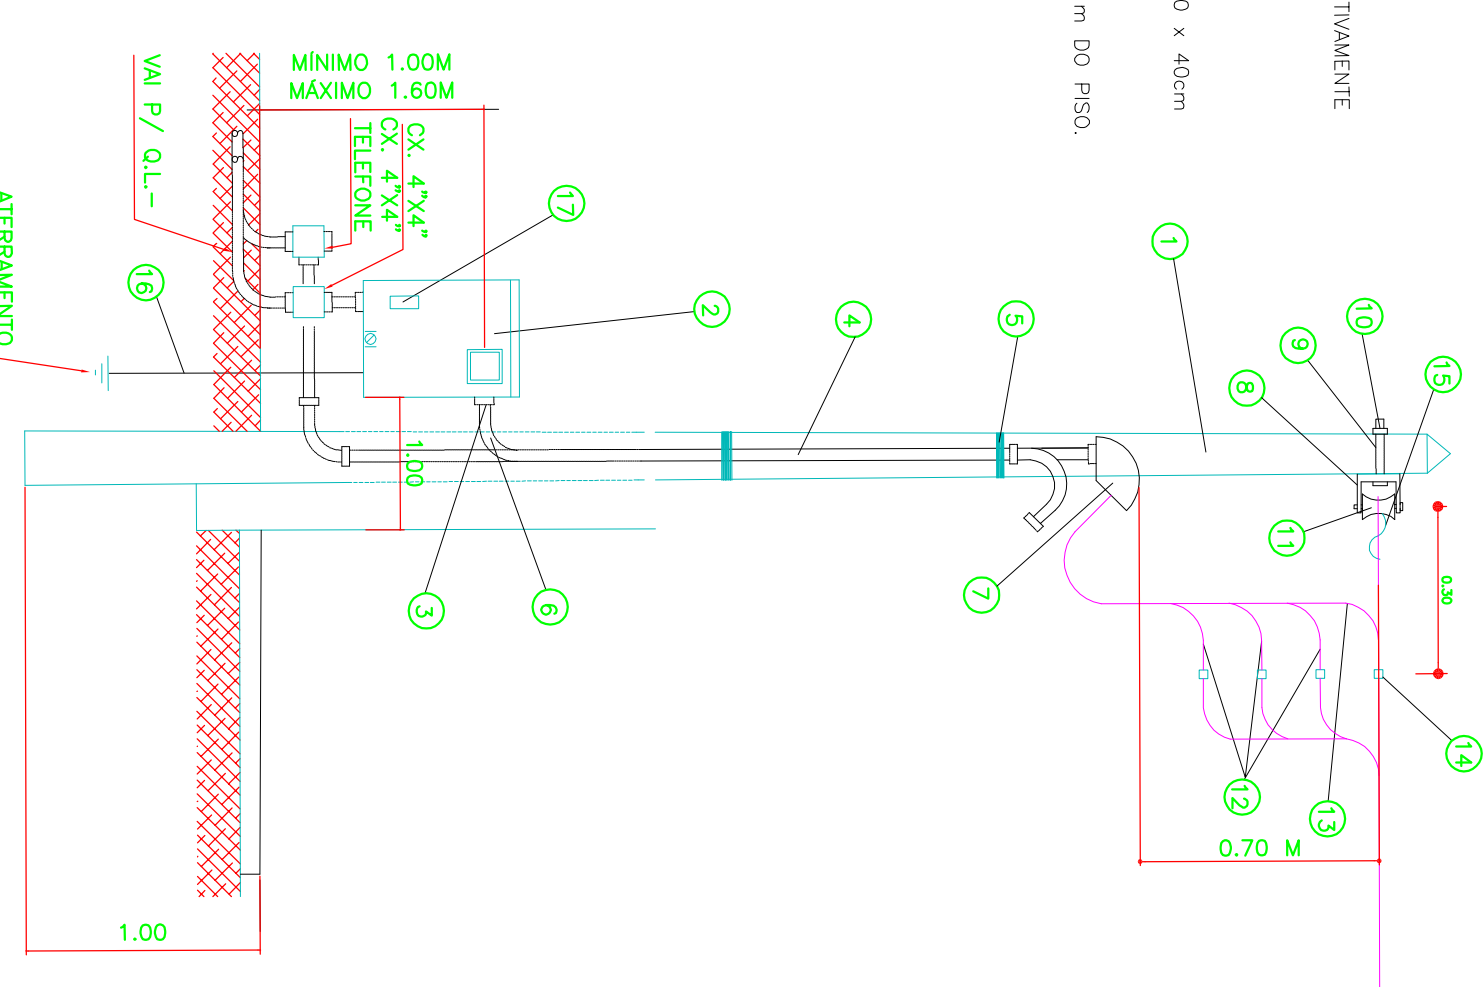 TIVAMENTE
0 x 40cm
m DO PISO.
MÍNIMO 1.00M
MÁXIMO 1.60M
CX. 4"X4"
CX. 4"X4"
TELEFONE
VAI P/ Q.L.-
ATERRAMENTO
17
16
2
4
5
1
10
9
15
8
11
7
3
6
12
13
14
1.00
0.30
0.70 M
1.00